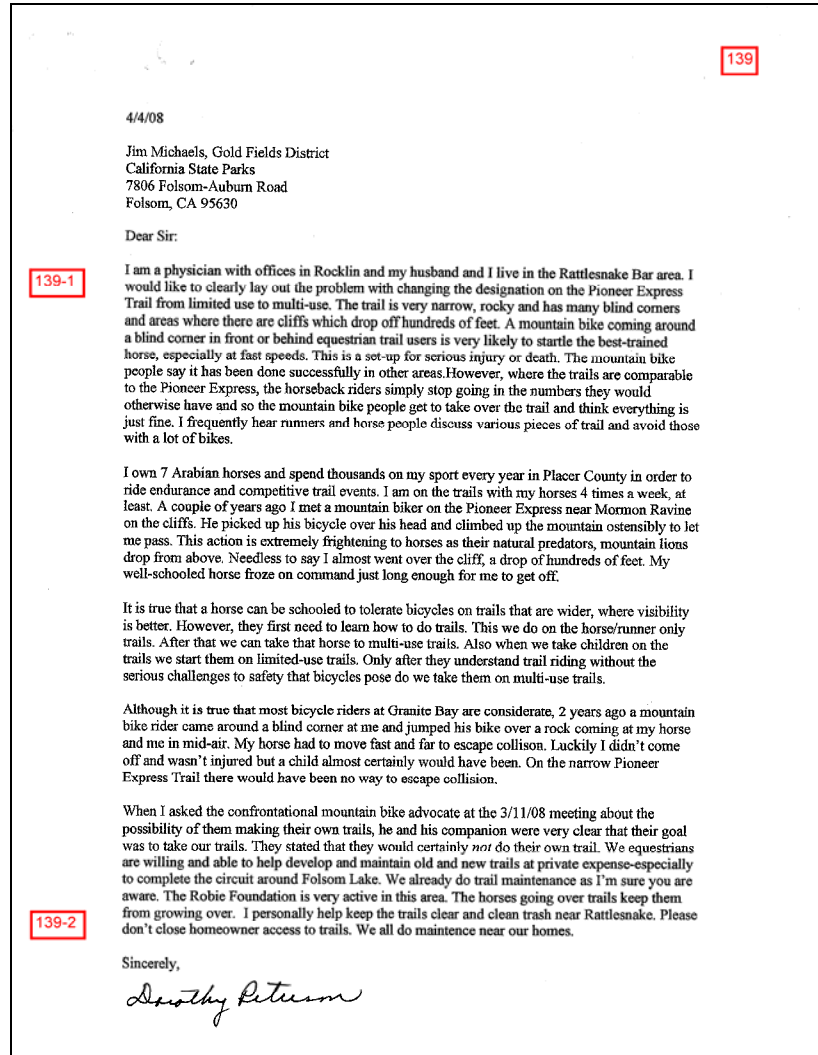 139
4/4/08
Jim Michaels, Gold Fields District
California State Parks
7806 Folsom-Auburn Road
Folsom, CA 95630
Dear Sir:
139-1
I am a physician with offices in Rocklin and my husband and I live in the Rattlesnake Bar area. I
would like to clearly lay out the problem with changing the designation on the Pioneer Express
Trail from limited use to multi-use. The trail is very narrow, rocky and has many blind corners
and areas where there are cliffs which drop off hundreds of feet. A mountain bike coming around
a blind corner in front or behind equestrian trail users is very likely to startle the best-trained
horse, especially at fast speeds. This is a set-up for serious injury or death. The mountain bike
people say it has been done successfully in other areas.However, where the trails are comparable
to the Pioneer Express, the horseback riders simply stop going in the numbers they would
otherwise have and so the mountain bike people get to take over the trail and think everything is
just fine. I frequently hear runners and horse people discuss various pieces of trail and avoid those
with a lot of bikes.
I own 7 Arabian horses and spend thousands on my sport every year in Placer County in order to
ride endurance and competitive trail events. I am on the trails with my horses 4 times a week, at
least. A couple of years ago I met a mountain biker on the Pioneer Express near Mormon Ravine
on the cliffs. He picked up his bicycle over his head and climbed up the mountain ostensibly to let
me pass. This action is extremely frightening to horses as their natural predators, mountain lions
drop from above. Needless to say I almost went over the cliff, a drop of hundreds of feet. My
well-schooled horse froze on command just long enough for me to get off.
It is true that a horse can be schooled to tolerate bicycles on trails that are wider, where visibility
is better. However, they first need to learn how to do trails. This we do on the horse/runner only
trails. After that we can take that horse to multi-use trails. Also when we take children on the
trails we start them on limited-use trails. Only after they understand trail riding without the
serious challenges to safety that bicycles pose do we take them on multi-use trails.
Although it is true that most bicycle riders at Granite Bay are considerate, 2 years ago a mountain
bike rider came around a blind corner at me and jumped his bike over a rock coming at my horse
and me in mid-air. My horse had to move fast and far to escape collison. Luckily I didn't come
off and wasn't injured but a child almost certainly would have been. On the narrow Pioneer
Express Trail there would have been no way to escape collision.
When I asked the confrontational mountain bike advocate at the 3/11/08 meeting about the
possibility of them making their own trails, he and his companion were very clear that their goal
was to take our trails. They stated that they would certainly not do their own trail. We equestrians
are willing and able to help develop and maintain old and new trails at private expense-especially
to complete the circuit around Folsom Lake. We already do trail maintenance as I'm sure you are
aware. The Robie Foundation is very active in this area. The horses going over trails keep them
from growing over. I personally help keep the trails clear and clean trash near Rattlesnake. Please
139-2
don't close homeowner access to trails. We all do maintence near our homes.
Sincerely,
Dorothy Peterson